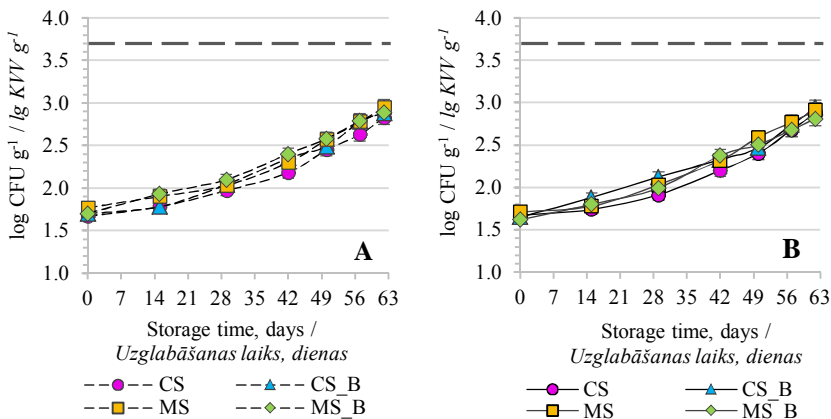 4.0
3.5
3.0
2.5
2.0
1.5
1.0
log CFU g⁻¹ / lg KVV g⁻¹
A
0 7 14 21 28 35 42 49 56 63
Storage time, days /
Uzglabāšanas laiks, dienas
CS CS_B
MS MS_B
4.0
3.5
3.0
2.5
2.0
1.5
1.0
log CFU g⁻¹ / lg KVV g⁻¹
B
0 7 14 21 28 35 42 49 56 63
Storage time, days /
Uzglabāšanas laiks, dienas
CS CS_B
MS MS_B